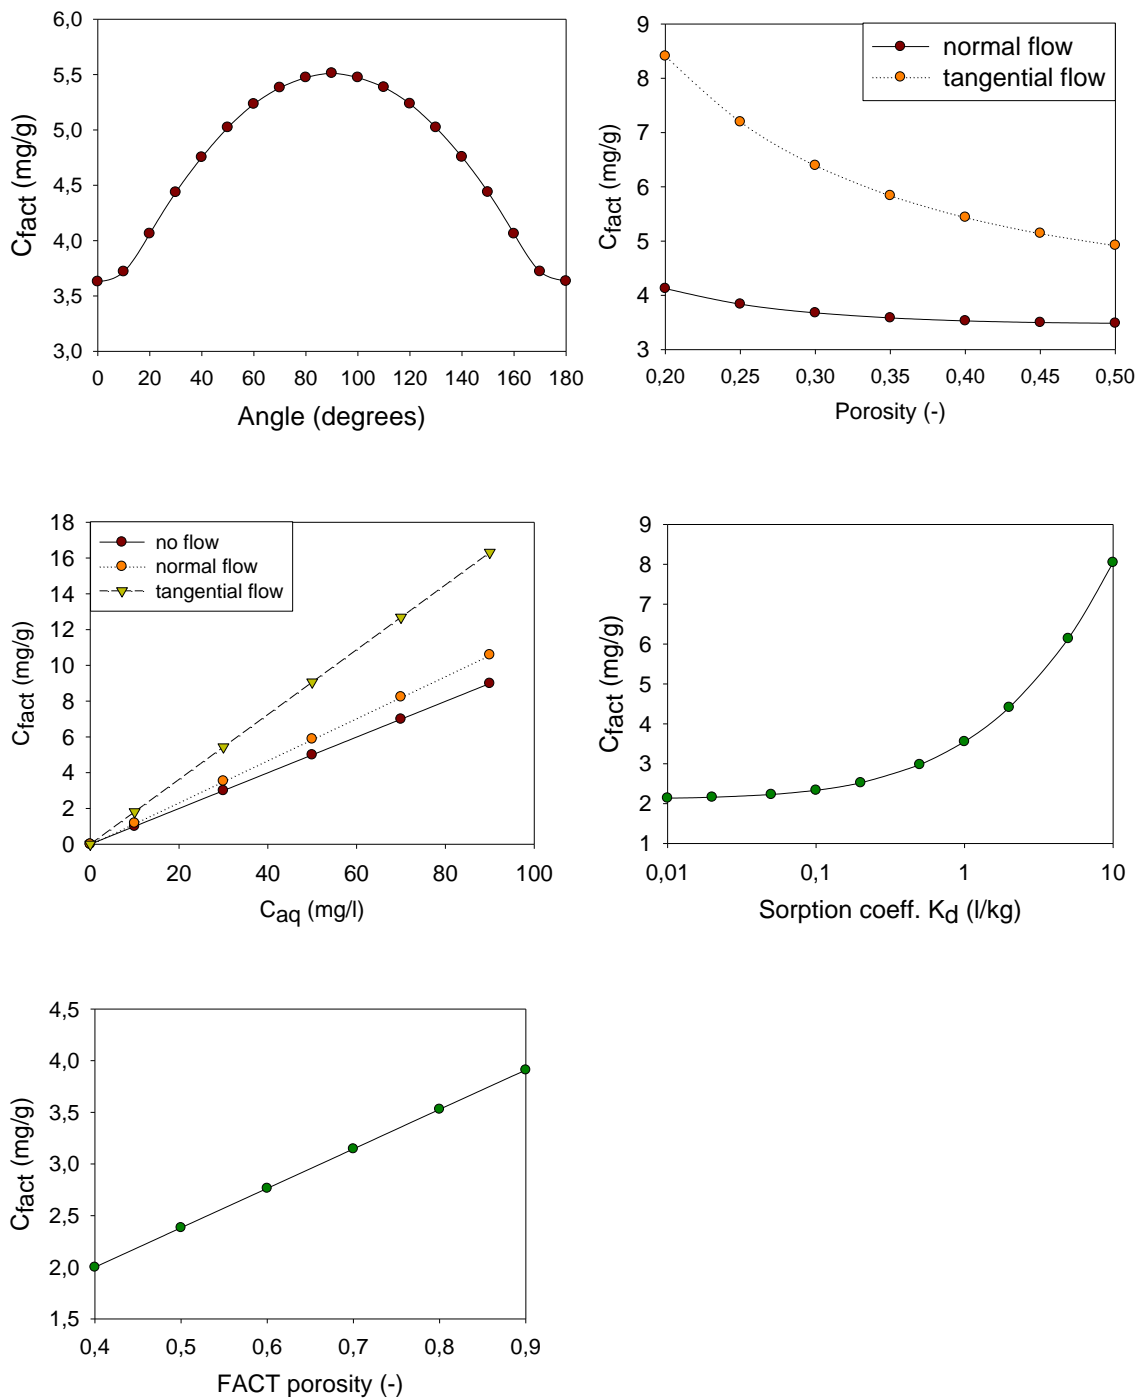 6,0
5,5
5,0
4,5
4,0
3,5
3,0
Cfact (mg/g)
0 20 40 60 80 100 120 140 160 180
Angle (degrees)
normal flow
tangential flow
9
8
7
6
5
4
3
Cfact (mg/g)
0,20 0,25 0,30 0,35 0,40 0,45 0,50
Porosity (-)
no flow
normal flow
tangential flow
18
16
14
12
10
8
6
4
2
0
Cfact (mg/g)
0 20 40 60 80 100
Caq (mg/l)
9
8
7
6
5
4
3
2
1
Cfact (mg/g)
0,01 0,1 1 10
Sorption coeff. Kd (l/kg)
4,5
4,0
3,5
3,0
2,5
2,0
1,5
Cfact (mg/g)
0,4 0,5 0,6 0,7 0,8 0,9
FACT porosity (-)